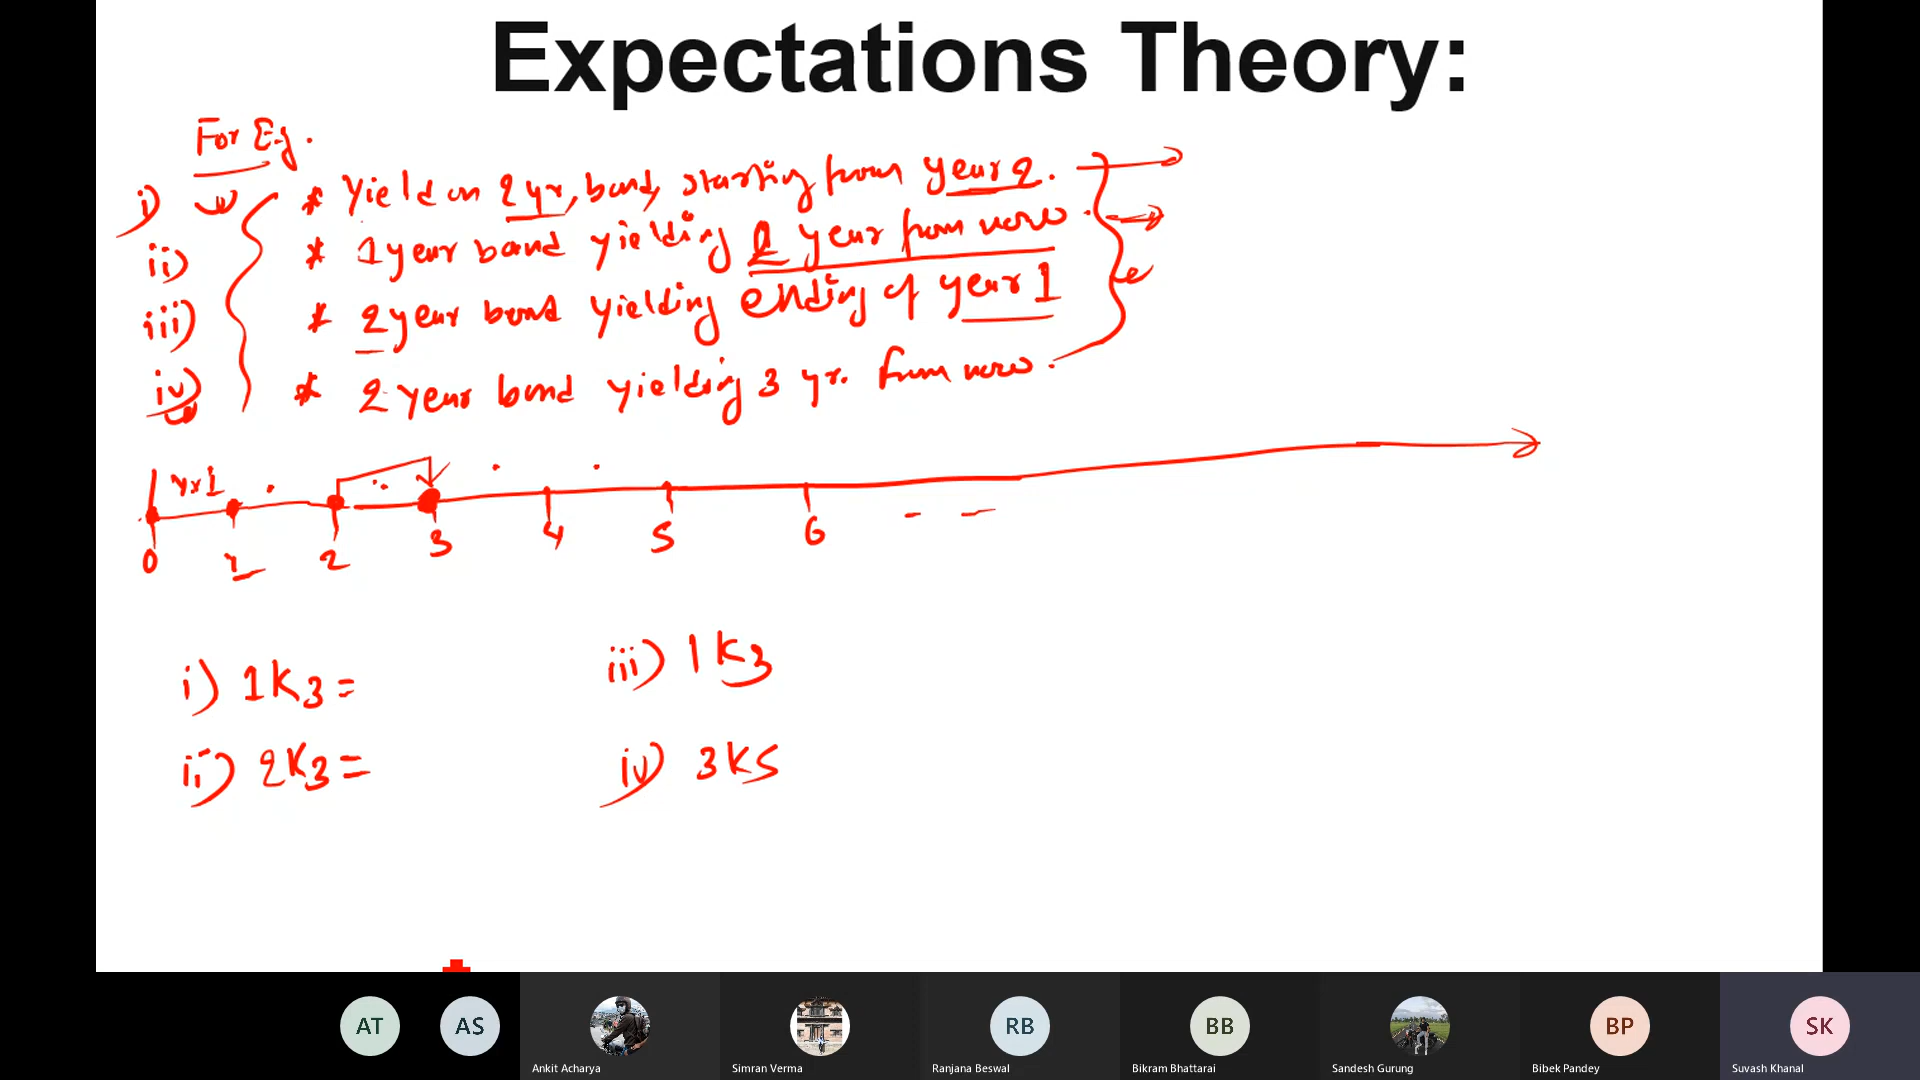 Expectations Theory:
For Eg.
i) * Yield on 2 yr, bond, starting from year 2.
ii) * 1 year bond yielding 2 year from now.
iii) * 2 year bond yielding ending of year 1
iv) * 2 year bond yielding 3 yr. from now.
yr 1
0 1 2 3 4 5 6 - -
i) 1K3 = iii) 1K3
ii) 2K3 = iv) 3K5
AT AS RB BB BP SK
Ankit Acharya Simran Verma Ranjana Beswal Bikram Bhattarai Sandesh Gurung Bibek Pandey Suvash Khanal